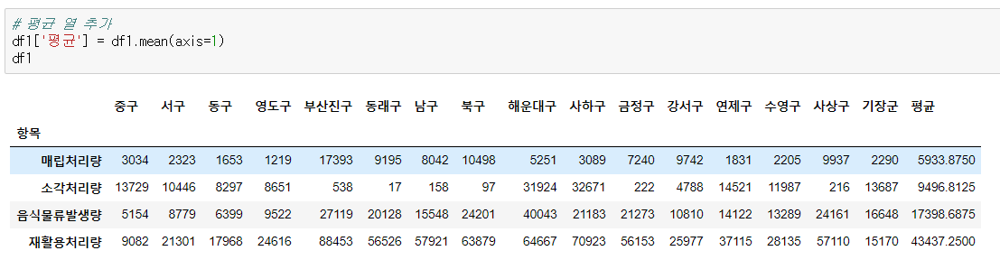 # 평균 열 추가
df1['평균'] = df1.mean(axis=1)
df1
중구 서구 동구 영도구 부산진구 동래구 남구 북구 해운대구 사하구 금정구 강서구 연제구 수영구 사상구 기장군 평균
항목
매립처리량 3034 2323 1653 1219 17393 9195 8042 10498 5251 3089 7240 9742 1831 2205 9937 2290 5933.8750
소각처리량 13729 10446 8297 8651 538 17 158 97 31924 32671 222 4788 14521 11987 216 13687 9496.8125
음식물류발생량 5154 8779 6399 9522 27119 20128 15548 24201 40043 21183 21273 10810 14122 13289 24161 16648 17398.6875
재활용처리량 9082 21301 17968 24616 88453 56526 57921 63879 64667 70923 56153 25977 37115 28135 57110 15170 43437.2500